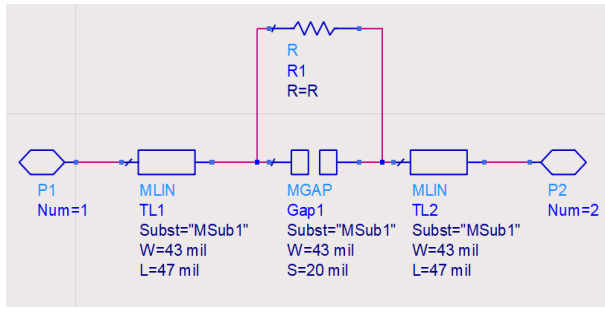 R
R1
R=R
P1
Num=1
MLIN
TL1
Subst="MSub1"
W=43 mil
L=47 mil
MGAP
Gap1
Subst="MSub1"
W=43 mil
S=20 mil
MLIN
TL2
Subst="MSub1"
W=43 mil
L=47 mil
P2
Num=2